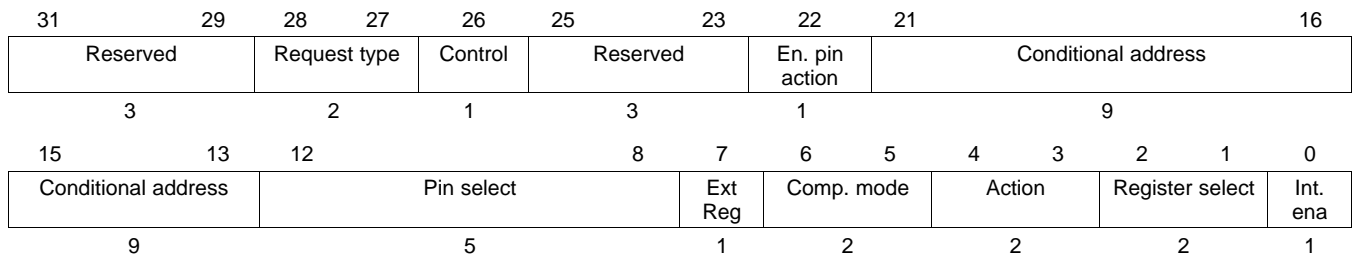 31 29 28 27 26 25 23 22 21 16
Reserved Request type Control Reserved En. pin action Conditional address
3 2 1 3 1 9
15 13 12 8 7 6 5 4 3 2 1 0
Conditional address Pin select Ext Reg Comp. mode Action Register select Int. ena
9 5 1 2 2 2 1